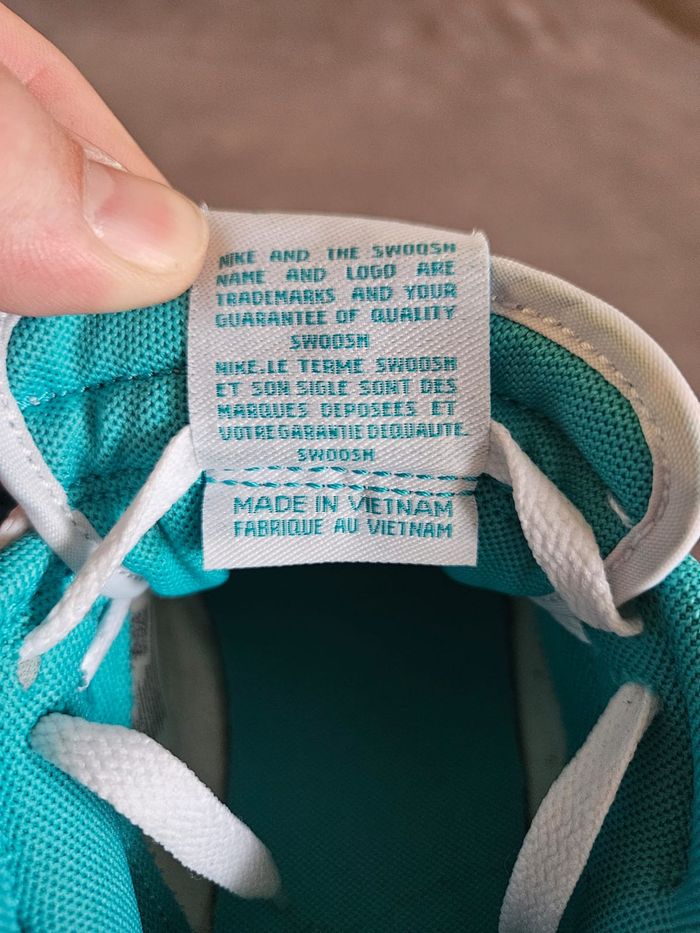 NIKE AND THE SWOOSH
NAME AND LOGO ARE
TRADEMARKS AND YOUR
GUARANTEE OF QUALITY
SWOOSH
NIKE.LE TERME SWOOSH
ET SON SIGLE SONT DES
MARQUES DEPOSEES ET
VOTRE GARANTIE DEQUALITE.
SWOOSH
MADE IN VIETNAM
FABRIQUE AU VIETNAM